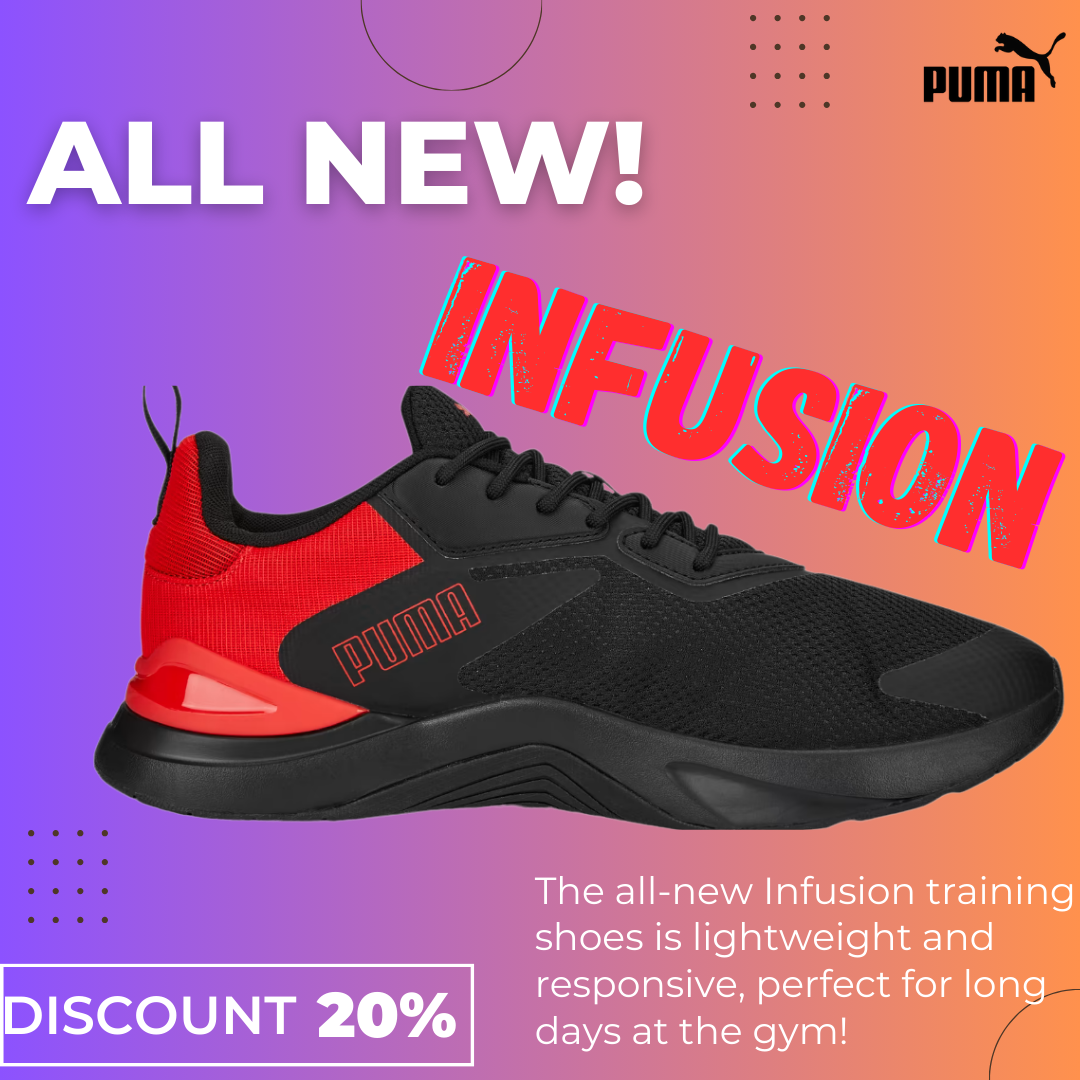 PUMA
ALL NEW!
INFUSION
PUMA
The all-new Infusion training
shoes is lightweight and
responsive, perfect for long
days at the gym!
DISCOUNT 20%